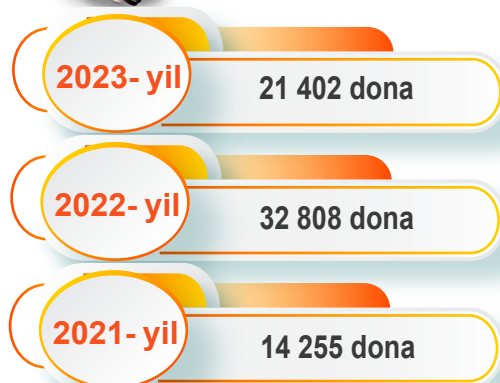 2023- yil
21 402 dona
2022- yil
32 808 dona
2021- yil
14 255 dona